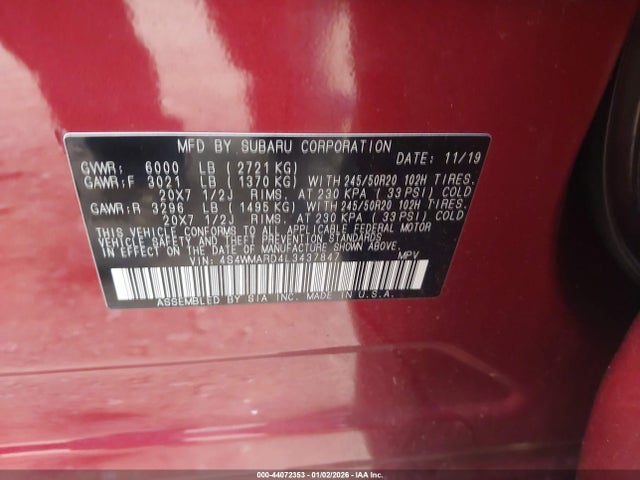 MFD BY SUBARU CORPORATION
GVWR: 6000 LB ( 2721 KG) DATE: 11/19
GAWR:F 3021 LB ( 1370 KG) WITH 245/50R20 102H TIRES.
20X7 1/2J RIMS. AT 230 KPA ( 33 PSI) COLD
GAWR:R 3296 LB ( 1495 KG) WITH 245/50R20 102H TIRES.
20X7 1/2J RIMS. AT 230 KPA ( 33 PSI) COLD
THIS VEHICLE CONFORMS TO ALL APPLICABLE FEDERAL MOTOR
VEHICLE SAFETY AND THEFT PREVENTION STANDARDS IN EFFECT
ON THE DATE OF MANUFACTURE SHOWN ABOVE.
VIN: 4S4WMARD4L3437847 MPV
ASSEMBLED BY SIA INC. MADE IN U.S.A.
000-44072353 - 01/02/2026 - IAAC